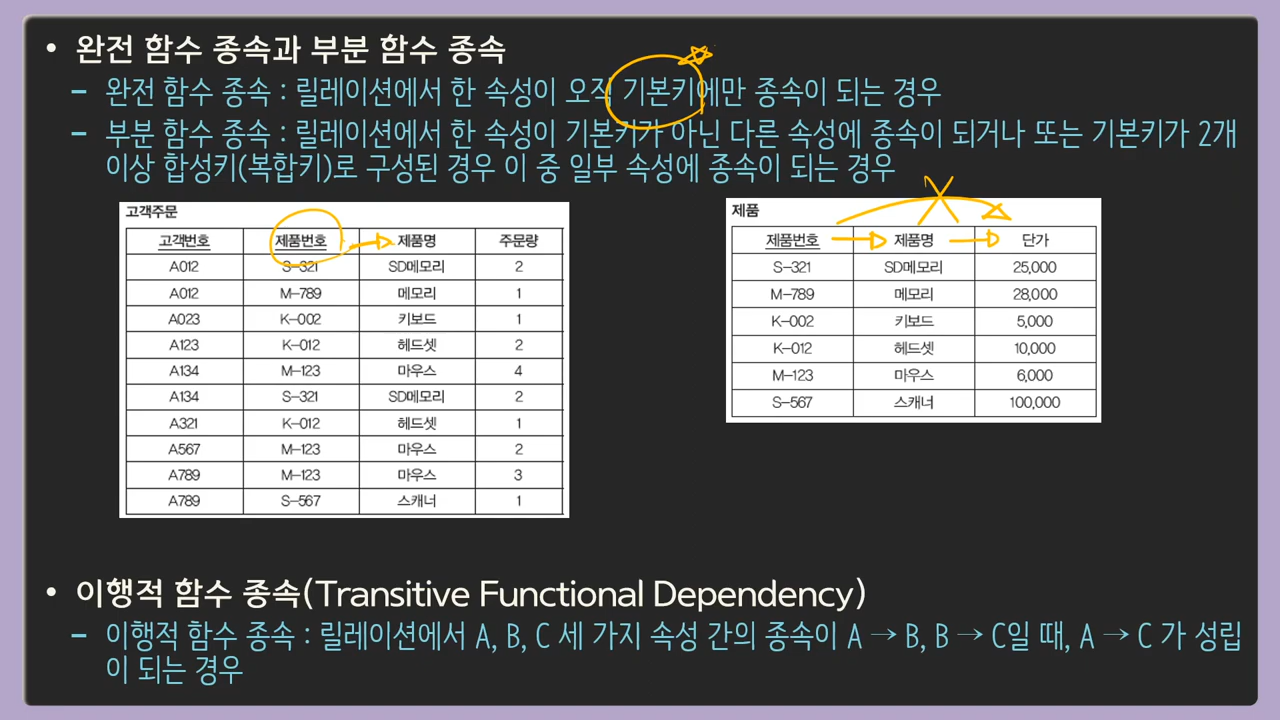 • 완전 함수 종속과 부분 함수 종속
– 완전 함수 종속 : 릴레이션에서 한 속성이 오직 기본키에만 종속이 되는 경우
– 부분 함수 종속 : 릴레이션에서 한 속성이 기본키가 아닌 다른 속성에 종속이 되거나 또는 기본키가 2개
이상 합성키(복합키)로 구성된 경우 이 중 일부 속성에 종속이 되는 경우
고객주문
고객번호 제품번호 제품명 주문량
A012 S-321 SD메모리 2
A012 M-789 메모리 1
A023 K-002 키보드 1
A123 K-012 헤드셋 2
A134 M-123 마우스 4
A134 S-321 SD메모리 2
A321 K-012 헤드셋 1
A567 M-123 마우스 2
A789 M-123 마우스 3
A789 S-567 스캐너 1
제품
제품번호 제품명 단가
S-321 SD메모리 25,000
M-789 메모리 28,000
K-002 키보드 5,000
K-012 헤드셋 10,000
M-123 마우스 6,000
S-567 스캐너 100,000
• 이행적 함수 종속(Transitive Functional Dependency)
– 이행적 함수 종속 : 릴레이션에서 A, B, C 세 가지 속성 간의 종속이 A → B, B → C일 때, A → C 가 성립
이 되는 경우